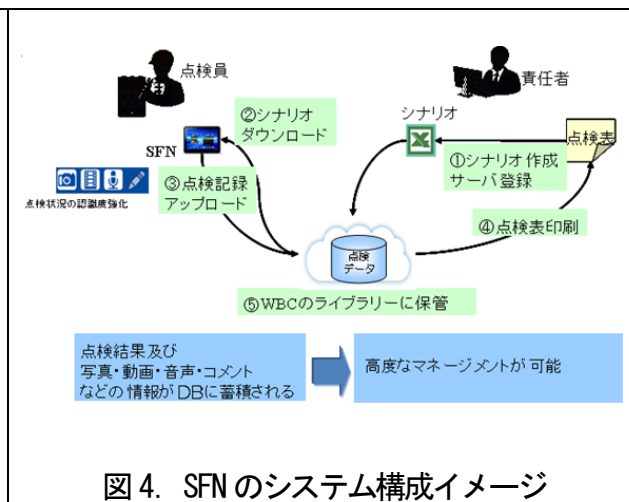 点検員
責任者
②シナリオ
ダウンロード
シナリオ
点検表
SFN
①シナリオ作成
サーバ登録
③点検記録
アップロード
点検状況の認識度強化
④点検表印刷
点検
データ
⑤WBCのライブラリーに保管
点検結果及び
写真・動画・音声・コメント
などの情報がDBに蓄積される
高度なマネージメントが可能
図4. SFNのシステム構成イメージ